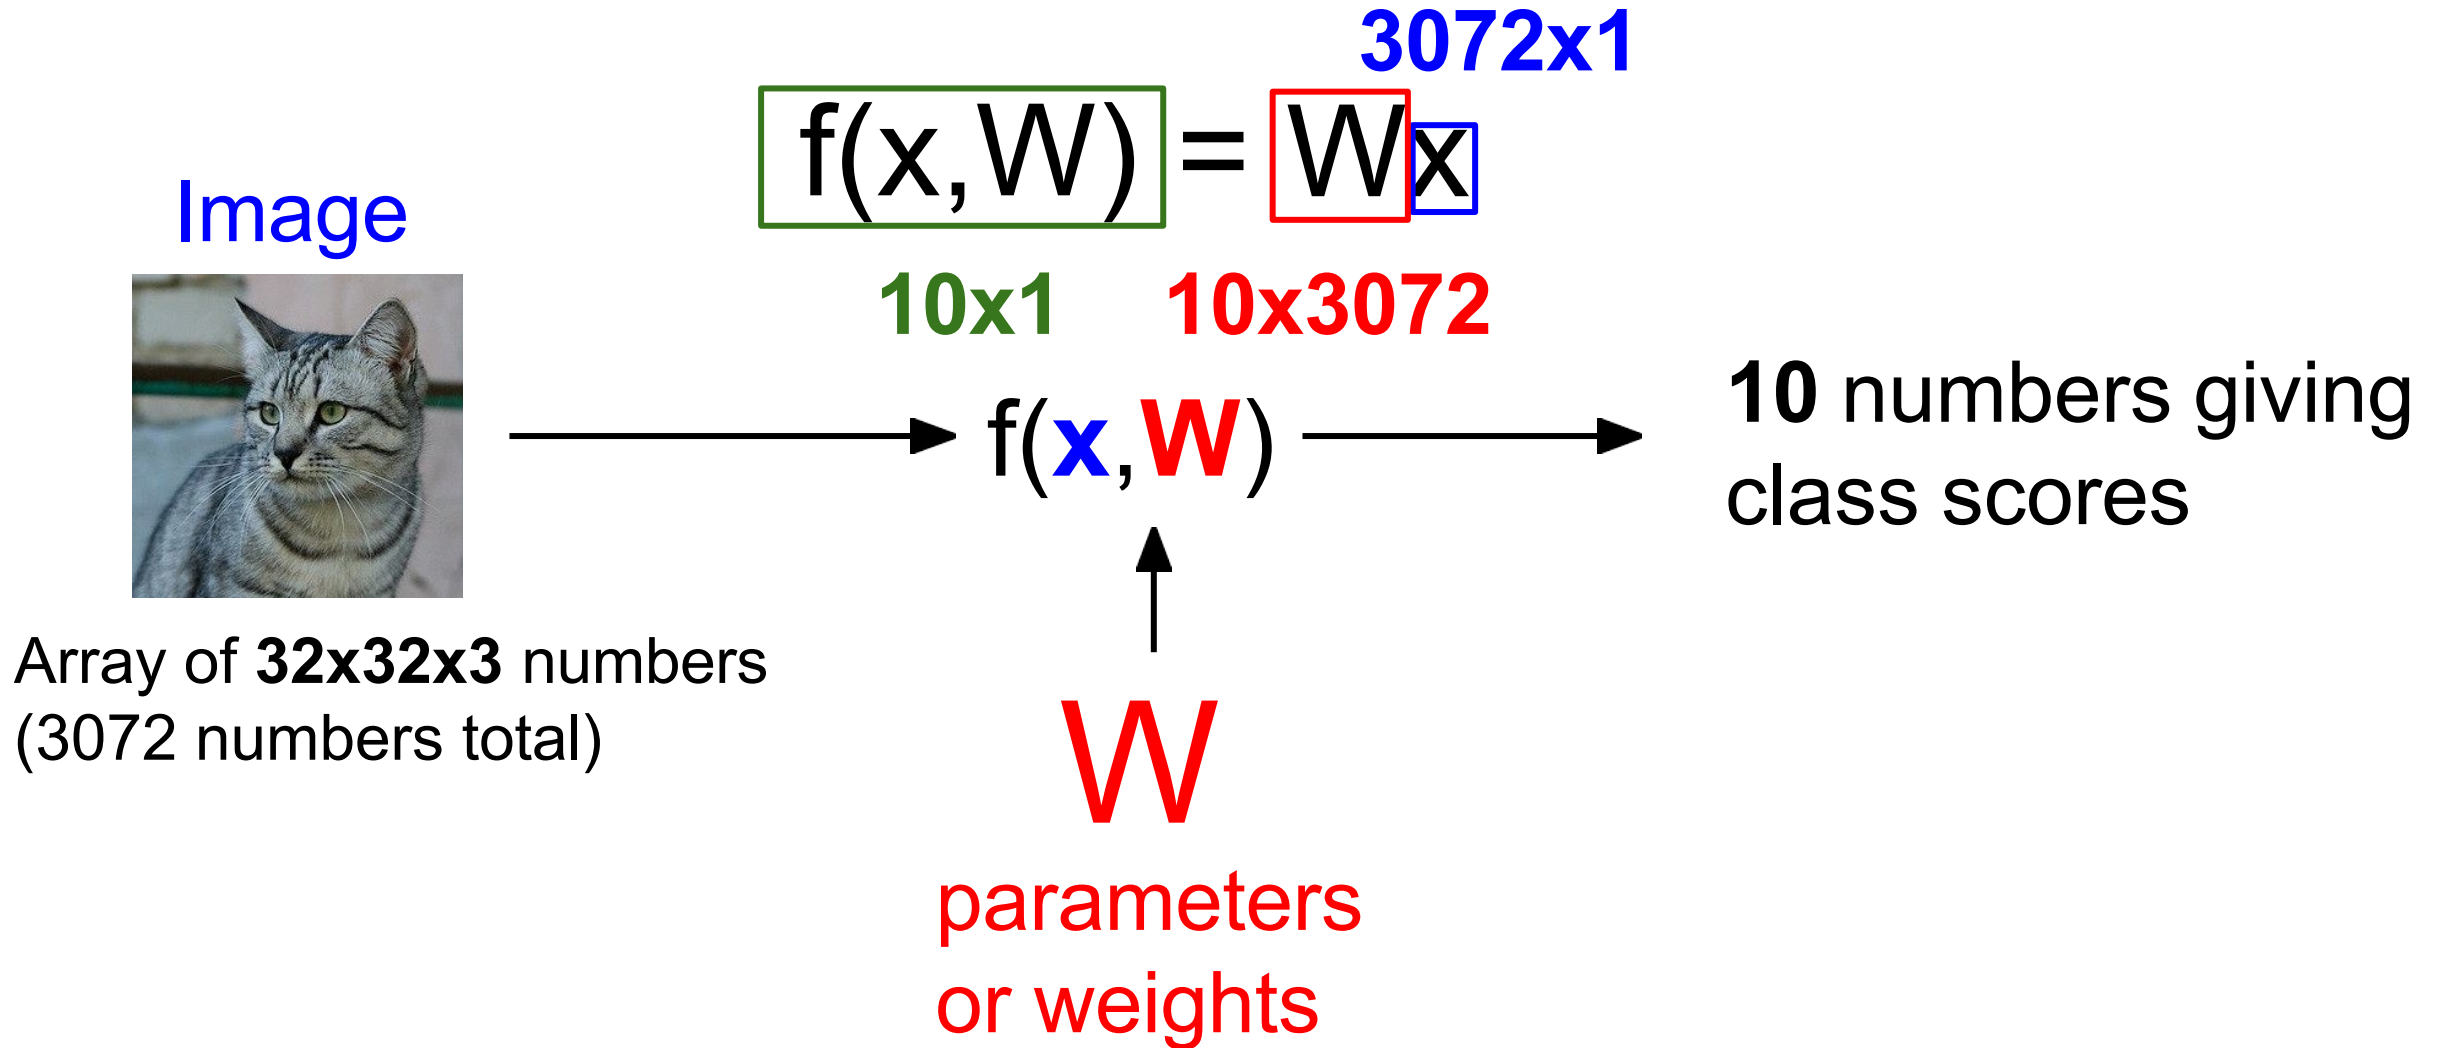 3072x1
f(x,W) = Wx
10x1 10x3072
Image
f(x,W)
10 numbers giving
class scores
Array of 32x32x3 numbers
(3072 numbers total)
W
parameters
or weights